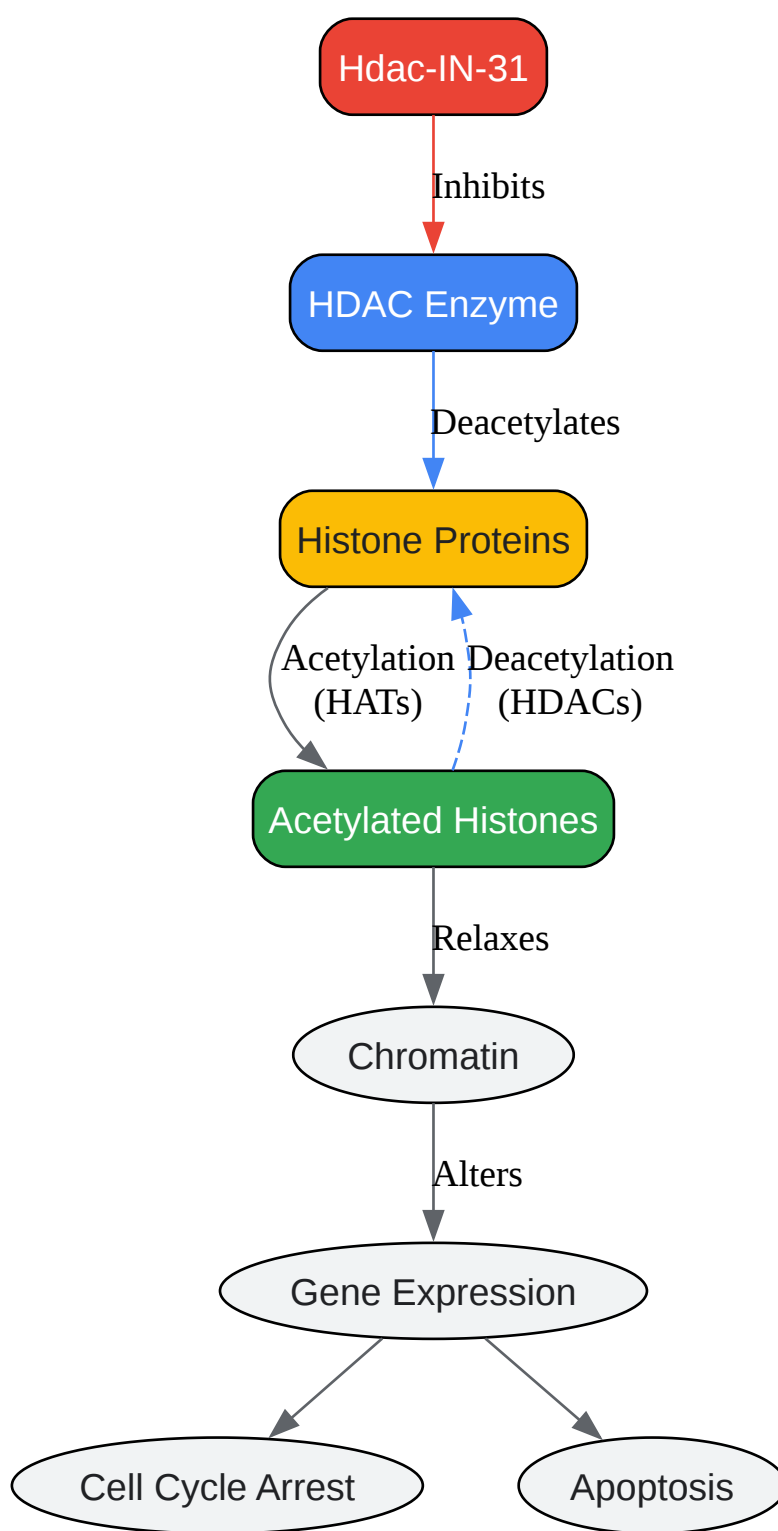 Hdac-IN-31
Inhibits
HDAC Enzyme
Deacetylates
Histone Proteins
Acetylation
(HATs)
Deacetylation
(HDACs)
Acetylated Histones
Relaxes
Chromatin
Alters
Gene Expression
Cell Cycle Arrest
Apoptosis